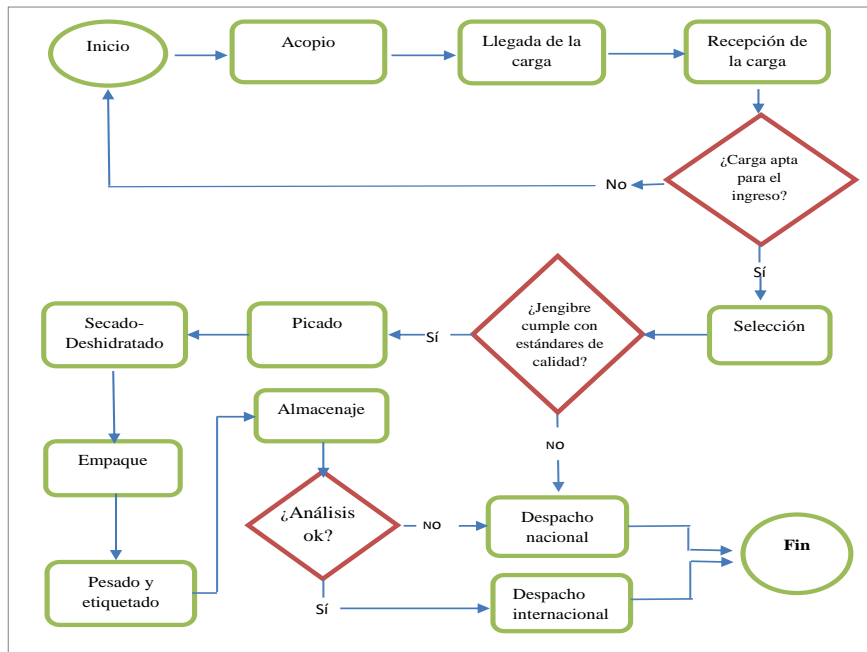 Inicio
Acopio
Llegada de la
carga
Recepción de
la carga
¿Carga apta
para el
ingreso?
No
Sí
Selección
¿Jengibre
cumple con
estándares de
calidad?
Sí
Picado
Secado-
Deshidratado
Empaque
Pesado y
etiquetado
Almacenaje
¿Análisis
ok?
NO
NO
Despacho
nacional
Sí
Despacho
internacional
Fin